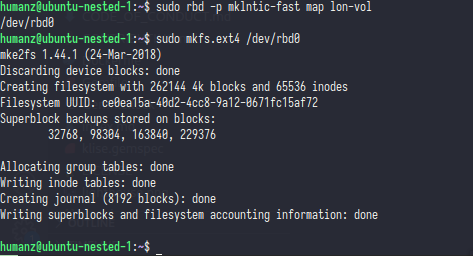 humanz@ubuntu-nested-1:~$ sudo rbd -p mklntic-fast map lon-vol
/dev/rbd0
humanz@ubuntu-nested-1:~$ sudo mkfs.ext4 /dev/rbd0
mke2fs 1.44.1 (24-Mar-2018)
Discarding device blocks: done
Creating filesystem with 262144 4k blocks and 65536 inodes
Filesystem UUID: ce0ea15a-40d2-4cc8-9a12-0671fc15af72
Superblock backups stored on blocks:
        32768, 98304, 163840, 229376

Allocating group tables: done
Writing inode tables: done
Creating journal (8192 blocks): done
Writing superblocks and filesystem accounting information: done

humanz@ubuntu-nested-1:~$